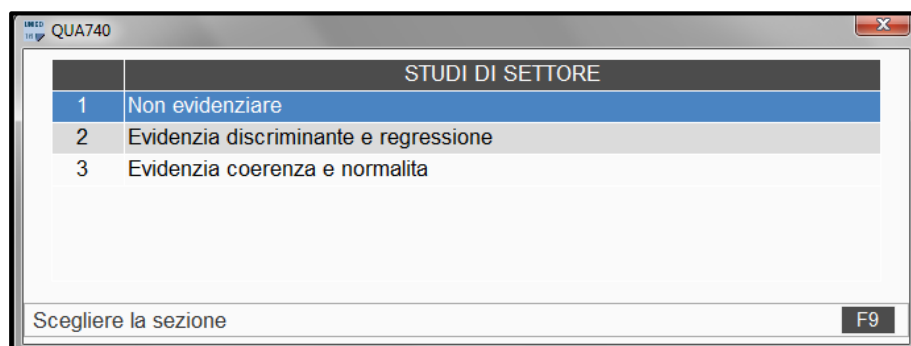 QUA740
STUDI DI SETTORE
1 Non evidenziare
2 Evidenzia discriminante e regressione
3 Evidenzia coerenza e normalita
Scegliere la sezione F9